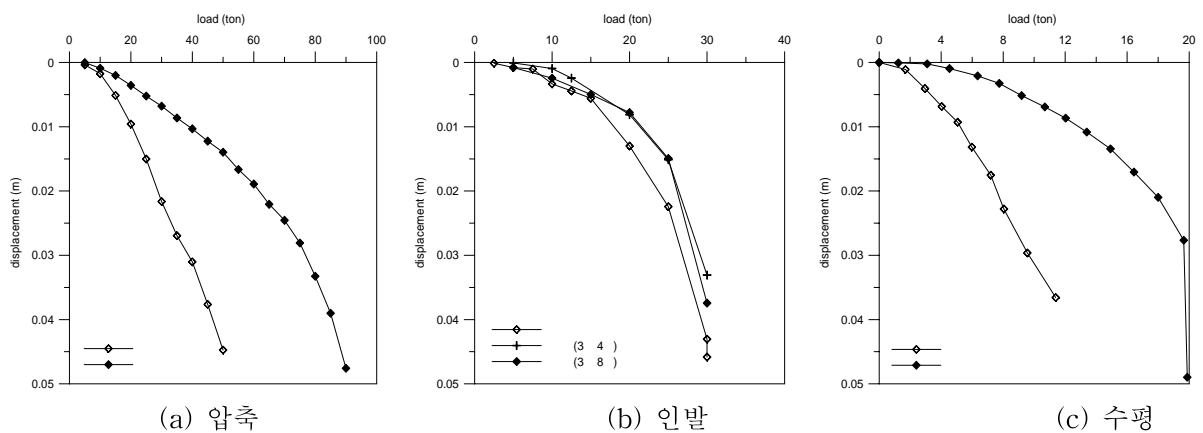 load (ton)
0 20 40 60 80 100
0
0.01
0.02
0.03
0.04
0.05
displacement (m)
(a) 압축
load (ton)
0 10 20 30 40
0
0.01
0.02
0.03
0.04
0.05
displacement (m)
(3 4 )
(3 8 )
(b) 인발
load (ton)
0 4 8 12 16 20
0
0.01
0.02
0.03
0.04
0.05
displacement (m)
(c) 수평